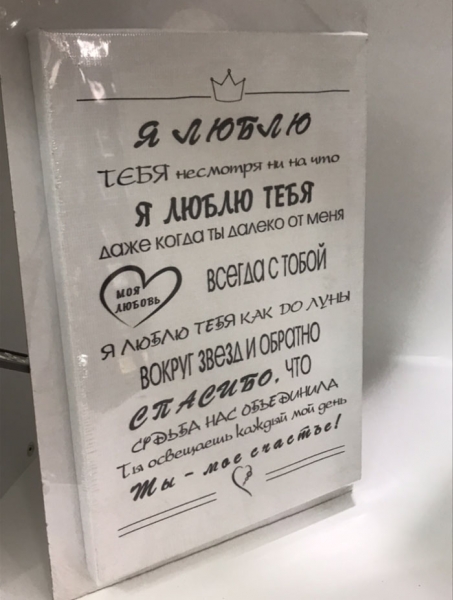 Я ЛЮБЛЮ
ТЕБЯ несмотря ни на что
Я ЛЮБЛЮ ТЕБЯ
даже когда ты далеко от меня
МОЯ
ЛЮБОВЬ
ВСЕГДА С ТОБОЙ
Я ЛЮБЛЮ ТЕБЯ КАК ДО ЛУНЫ
ВОКРУГ ЗВЕЗД И ОБРАТНО
СПАСИБО, ЧТО
СУДЬБА НАС ОБЪЕДИНИЛА
Ты освещаешь каждый мой день
Ты - мое счастье!